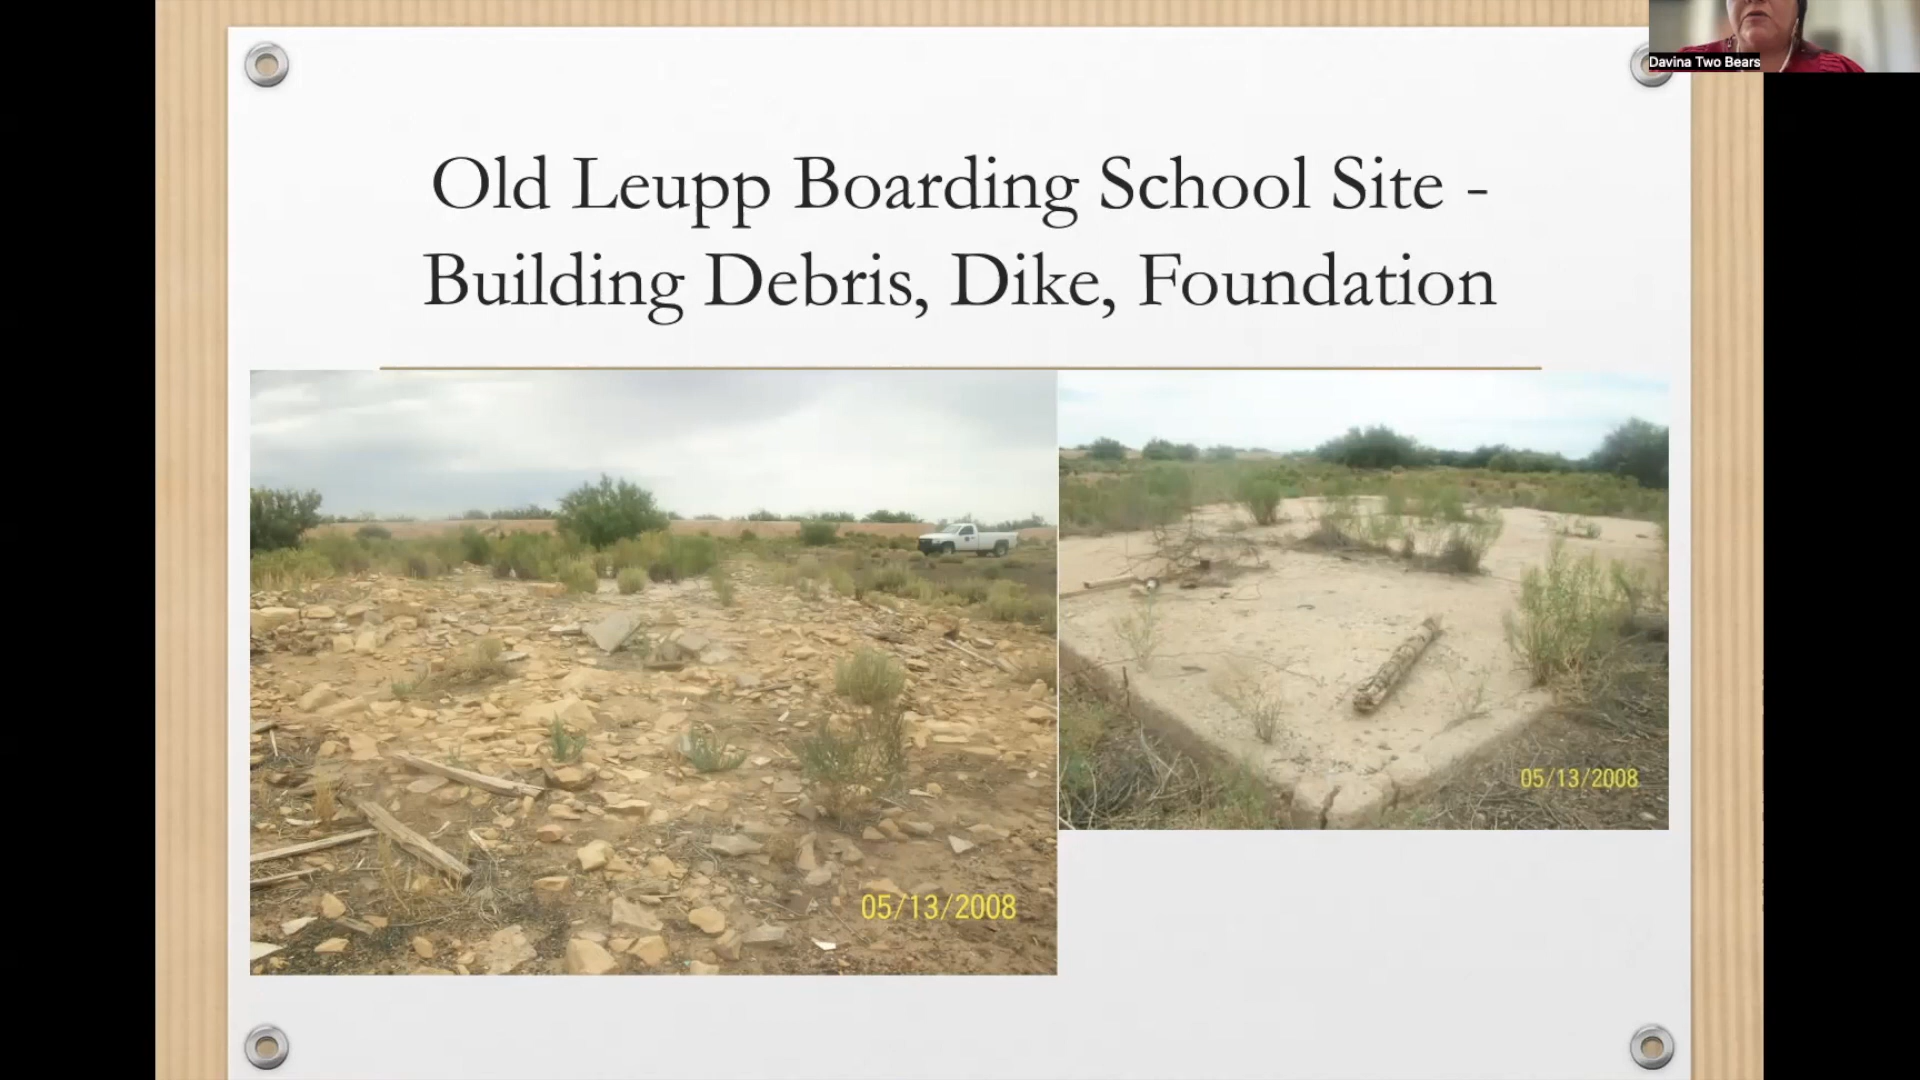 Davina Two Bears
Old Leupp Boarding School Site -
Building Debris, Dike, Foundation
05/13/2008
05/13/2008